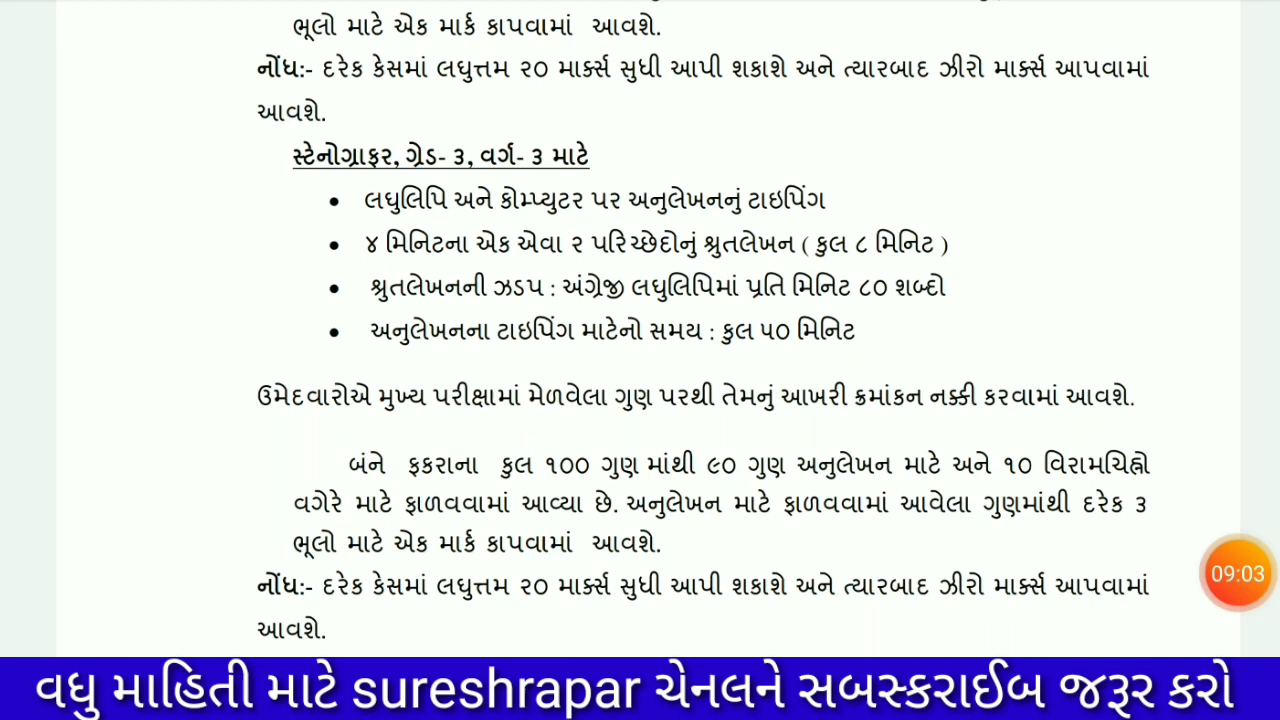 ભૂલો માટે એક માર્ક કાપવામાં આવશે.
નોંધ:- દરેક કેસમાં લઘુત્તમ ૨૦ માર્ક્સ સુધી આપી શકાશે અને ત્યારબાદ ઝીરો માર્ક્સ આપવામાં
આવશે.
સ્ટેનોગ્રાફર, ગ્રેડ- ૩, વર્ગ- ૩ માટે
• લઘુલિપિ અને કોમ્પ્યુટર પર અનુલેખનનું ટાઇપિંગ
• ૪ મિનિટના એક એવા ૨ પરિચ્છેદોનું શ્રુતલેખન ( કુલ ૮ મિનિટ )
• શ્રુતલેખનની ઝડપ : અંગ્રેજી લઘુલિપિમાં પ્રતિ મિનિટ ૮૦ શબ્દો
• અનુલેખનના ટાઇપિંગ માટેનો સમય : કુલ ૫૦ મિનિટ
ઉમેદવારોએ મુખ્ય પરીક્ષામાં મેળવેલા ગુણ પરથી તેમનું આખરી ક્રમાંકન નક્કી કરવામાં આવશે.
બંને ફકરાના કુલ ૧૦૦ ગુણ માંથી ૯૦ ગુણ અનુલેખન માટે અને ૧૦ વિરામચિહ્નો
વગેરે માટે ફાળવવામાં આવ્યા છે. અનુલેખન માટે ફાળવવામાં આવેલા ગુણમાંથી દરેક ૩
ભૂલો માટે એક માર્ક કાપવામાં આવશે.
નોંધ:- દરેક કેસમાં લઘુત્તમ ૨૦ માર્ક્સ સુધી આપી શકાશે અને ત્યારબાદ ઝીરો માર્ક્સ આપવામાં
આવશે.
09:03
વધુ માહિતી માટે sureshrapar ચેનલને સબસ્કરાઈબ જરૂર કરો